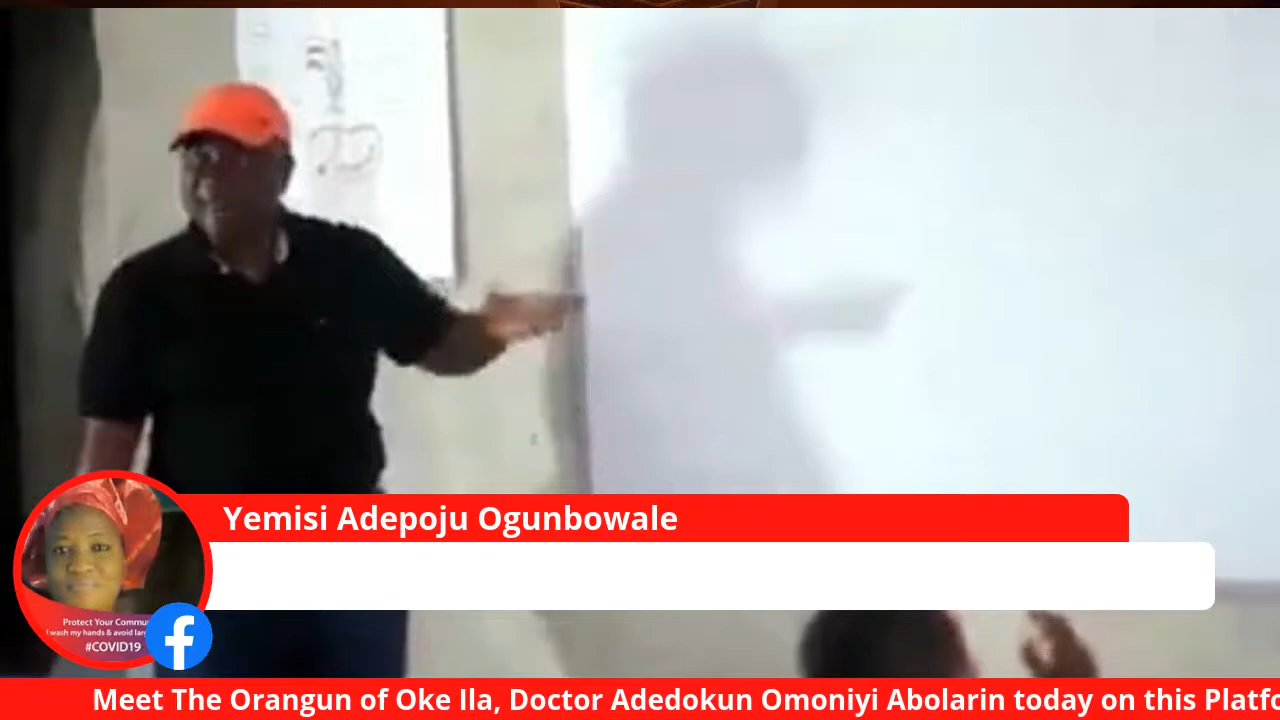 Yemisi Adepoju Ogunbowale
Protect Your Commu
I wash my hands & avoid lar
#COVID19
Meet The Orangun of Oke Ila, Doctor Adedokun Omoniyi Abolarin today on this Platfo